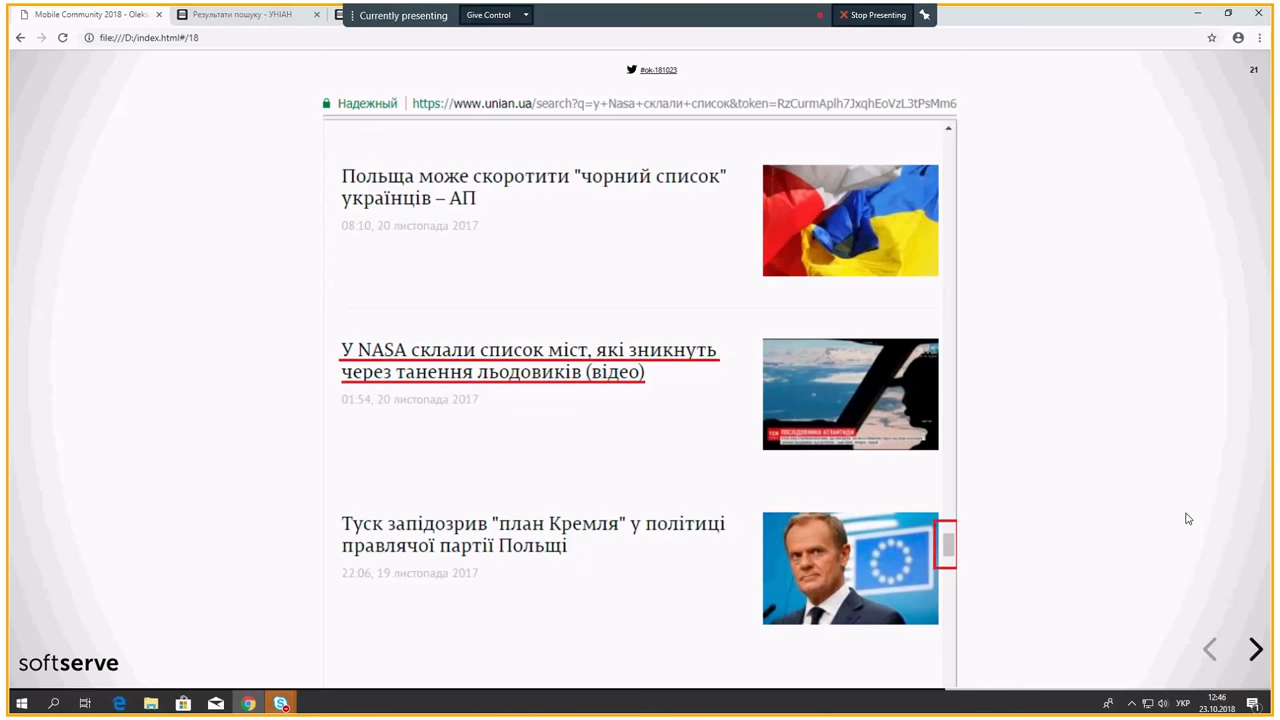 Mobile Community 2018 - Oleks
Результати пошуку - УНІАН
Currently presenting
Give Control
Stop Presenting
file:///D:/index.html#/18
#ok-181023
21
Надежный
https://www.unian.ua/search?q=у+Nasa+склали+список&token=RzCurmAplh7JxqhEoVzL3tPsMm6
Польща може скоротити "чорний список"
українців – АП
08:10, 20 листопада 2017
У NASA склали список міст, які зникнуть
через танення льодовиків (відео)
01:54, 20 листопада 2017
ПОСЛІДОВНИКИ АТЛАНТИДИ
Туск запідозрив "план Кремля" у політиці
правлячої партії Польщі
22:06, 19 листопада 2017
softserve
УКР
12:46
23.10.2018